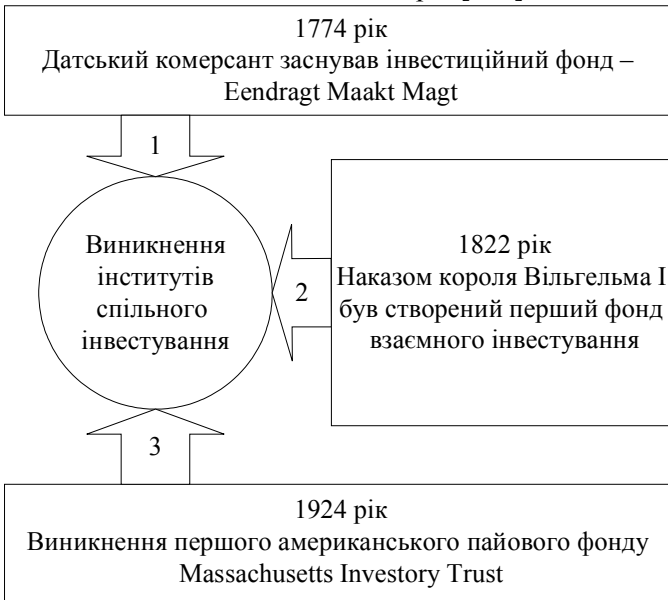 1774 рік
Датський комерсант заснував інвестиційний фонд –
Eendragt Maakt Magt
1
Виникнення
інститутів
спільного
інвестування
2
1822 рік
Наказом короля Вільгельма І
був створений перший фонд
взаємного інвестування
3
1924 рік
Виникнення першого американського пайового фонду
Massachusetts Investory Trust